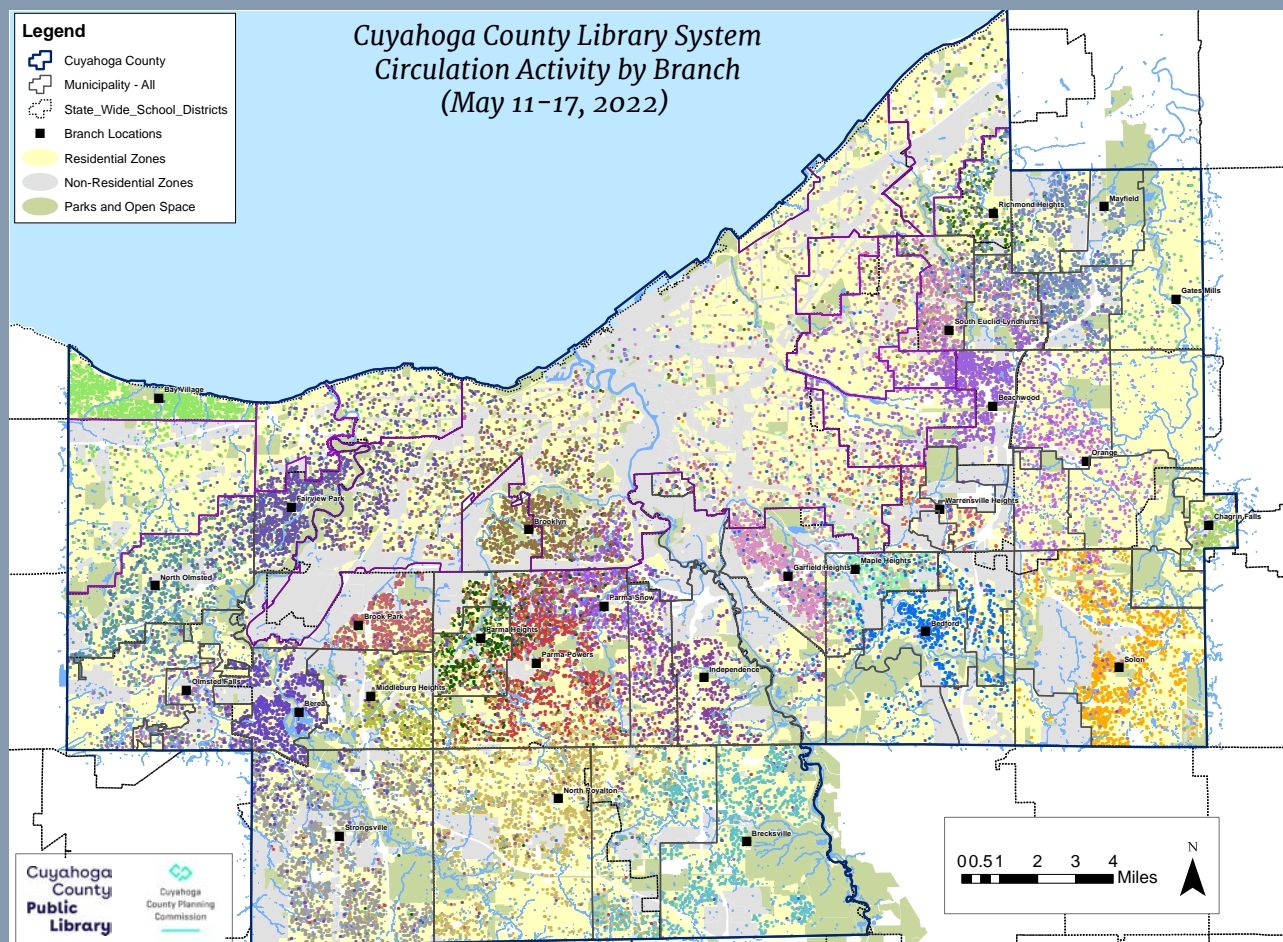 Legend
Cuyahoga County
Municipality - All
State_Wide_School_Districts
Branch Locations
Residential Zones
Non-Residential Zones
Parks and Open Space
Cuyahoga County Library System
Circulation Activity by Branch
(May 11-17, 2022)
Richmond Heights
Mayfield
Gates Mills
South Euclid-Lyndhurst
Bay Village
Beachwood
Orange
Fairview Park
Warrensville Heights
Chagrin Falls
Brooklyn
North Olmsted
Garfield Heights
Maple Heights
Parma-Snow
Brook Park
Parma Heights
Bedford
Parma-Powers
Solon
Independence
Olmsted Falls
Middleburg Heights
Berea
North Royalton
Strongsville
Brecksville
0 0.5 1 2 3 4
Miles
N
Cuyahoga
County
Public
Library
Cuyahoga
County Planning
Commission